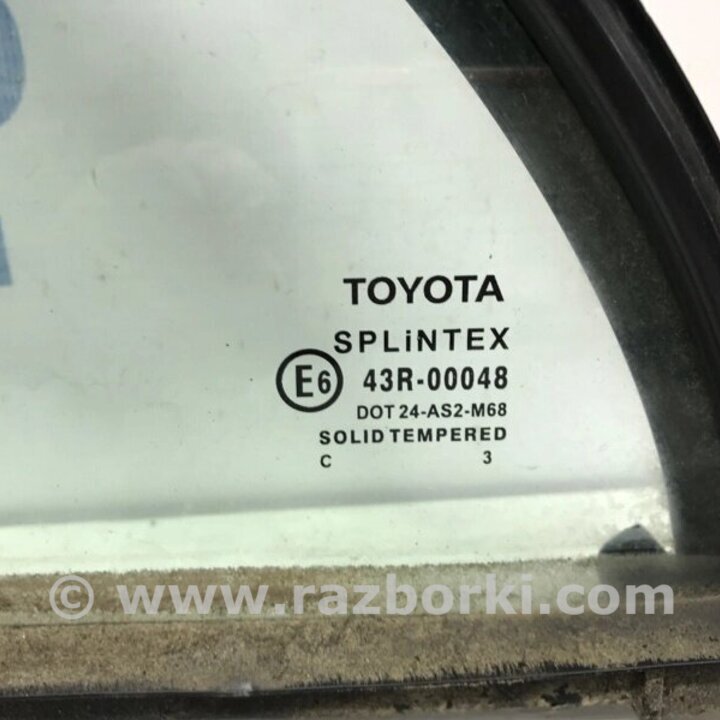 TOYOTA
SPLiNTEX
E6 43R-00048
DOT 24-AS2-M68
SOLID TEMPERED
C 3
© www.razborki.com